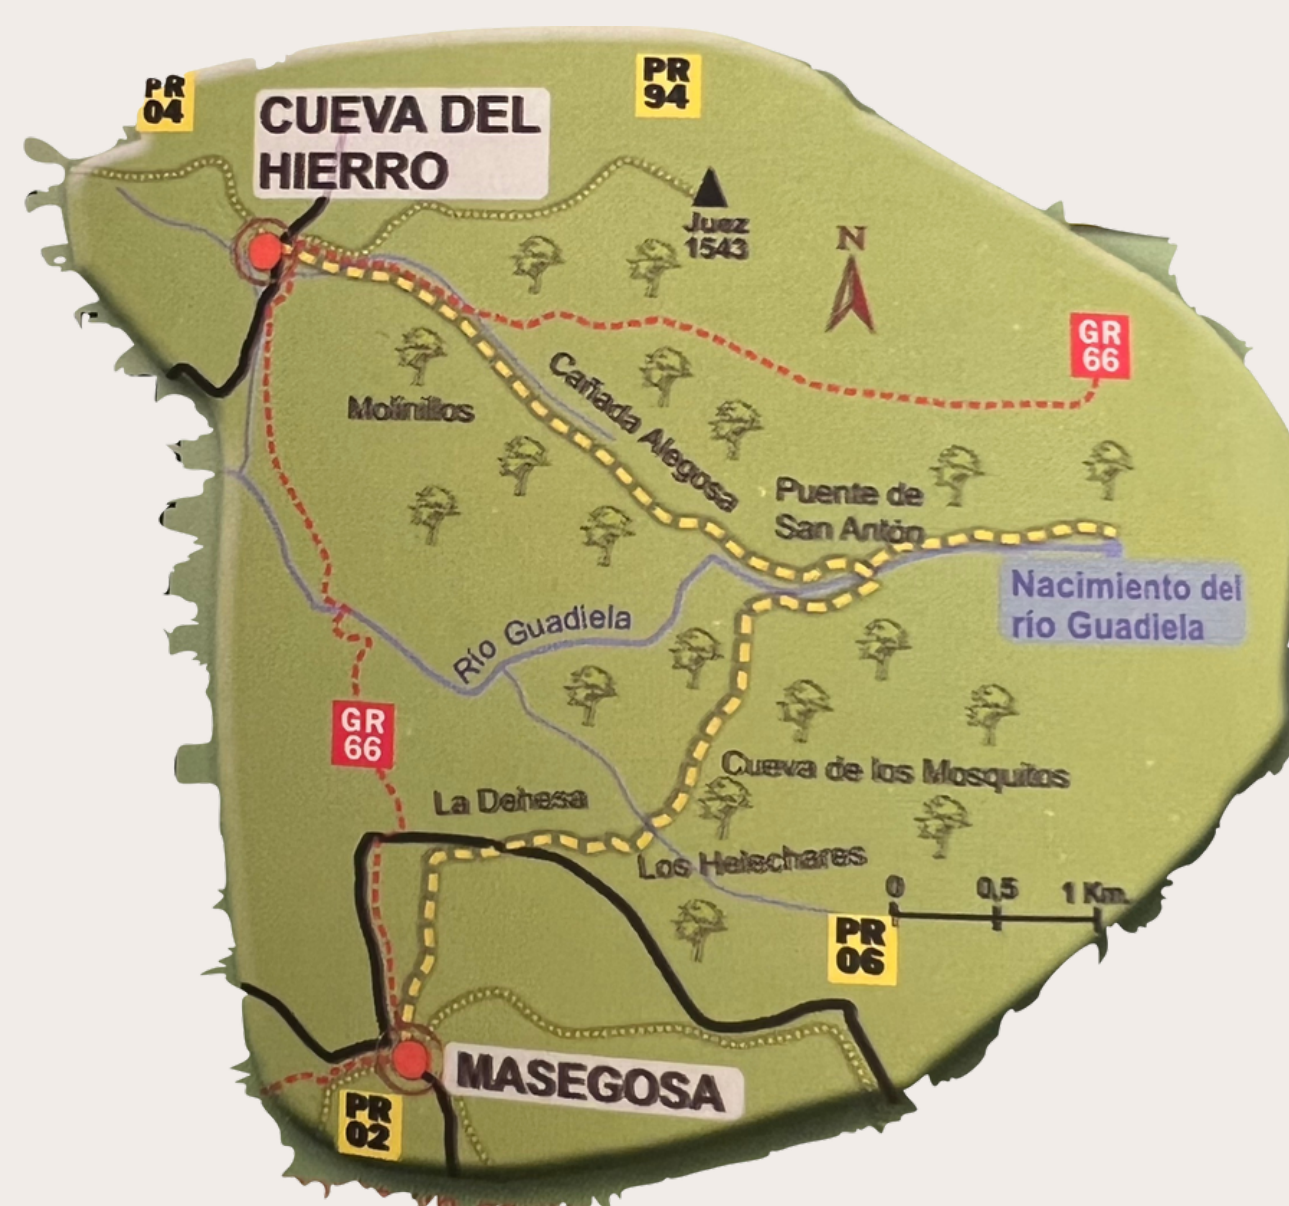 PR
04
CUEVA DEL
HIERRO
PR
94
Juez
1543
N
GR
66
Cañada Alegosa
Molinillos
Puente de
San Antón
Nacimiento del
río Guadiela
Río Guadiela
GR
66
Cueva de los Mosquitos
La Dehesa
Los Helechares
0 0,5 1 Km.
PR
06
MASEGOSA
PR
02